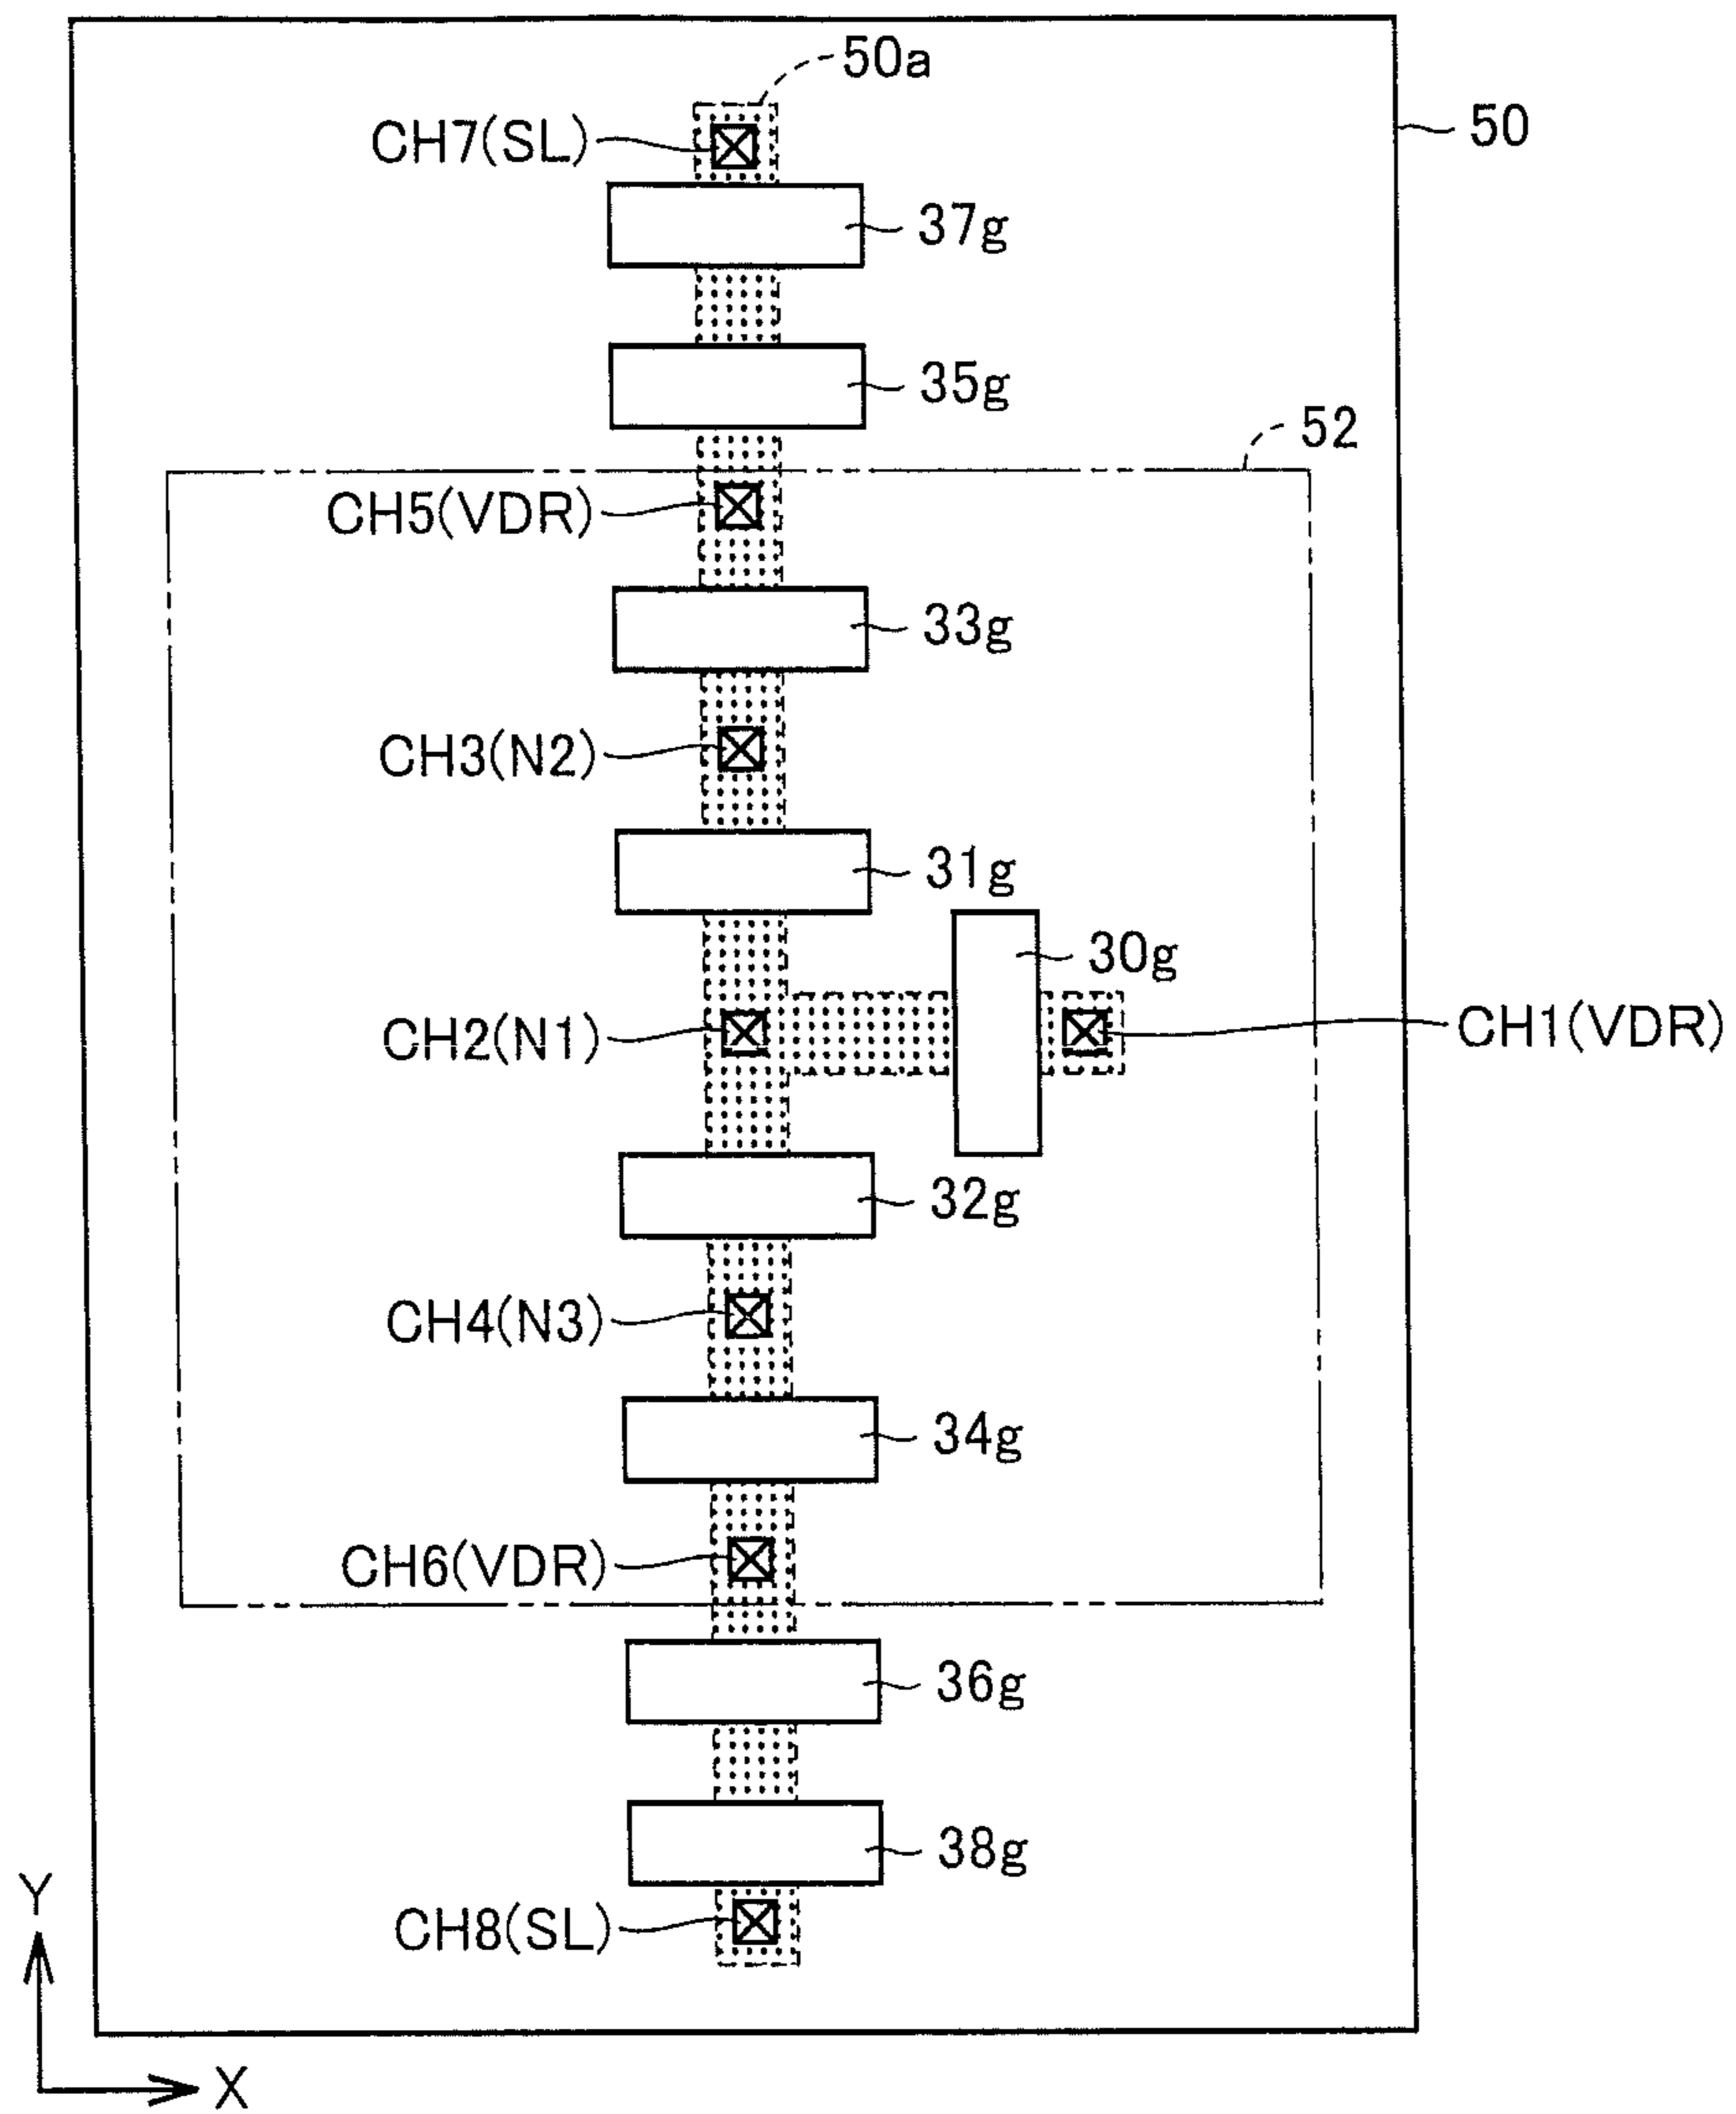 50a
50
CH7(SL)
37g
35g
52
CH5(VDR)
33g
CH3(N2)
31g
30g
CH2(N1)
CH1(VDR)
32g
CH4(N3)
34g
CH6(VDR)
36g
38g
CH8(SL)
Y
X